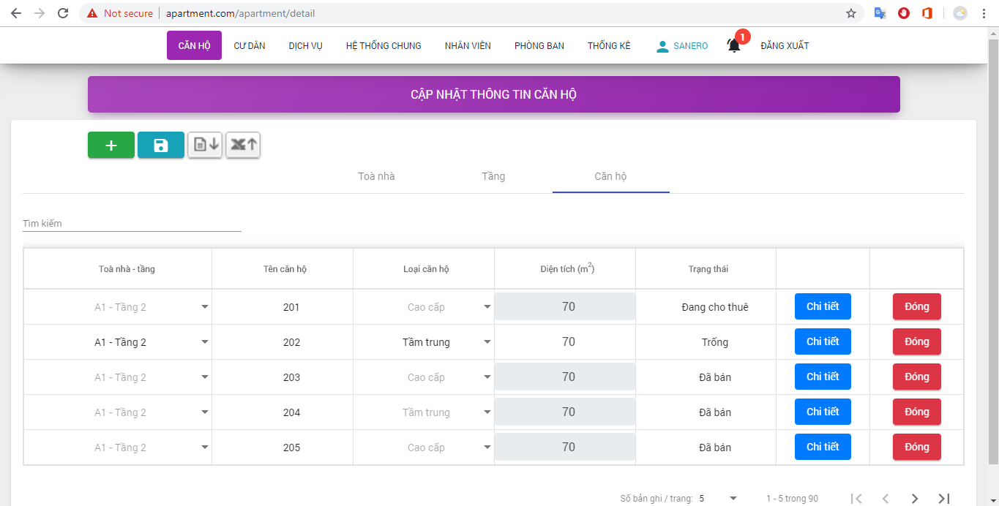 Not secure | apartment.com/apartment/detail
CĂN HỘ CƯ DÂN DỊCH VỤ HỆ THỐNG CHUNG NHÂN VIÊN PHÒNG BAN THỐNG KÊ SANERO 1 ĐĂNG XUẤT
CẬP NHẬT THÔNG TIN CĂN HỘ
Toà nhà Tầng Căn hộ
Tìm kiếm
Toà nhà - tầng Tên căn hộ Loại căn hộ Diện tích (m²) Trạng thái
A1 - Tầng 2 201 Cao cấp 70 Đang cho thuê Chi tiết Đóng
A1 - Tầng 2 202 Tầm trung 70 Trống Chi tiết Đóng
A1 - Tầng 2 203 Cao cấp 70 Đã bán Chi tiết Đóng
A1 - Tầng 2 204 Tầm trung 70 Đã bán Chi tiết Đóng
A1 - Tầng 2 205 Cao cấp 70 Đã bán Chi tiết Đóng
Số bản ghi / trang: 5 1 - 5 trong 90